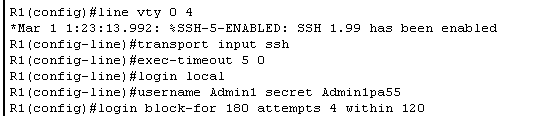 R1(config)#line vty 0 4
*Mar 1 1:23:13.992: %SSH-5-ENABLED: SSH 1.99 has been enabled
R1(config-line)#transport input ssh
R1(config-line)#exec-timeout 5 0
R1(config-line)#login local
R1(config-line)#username Admin1 secret Admin1pa55
R1(config)#login block-for 180 attempts 4 within 120